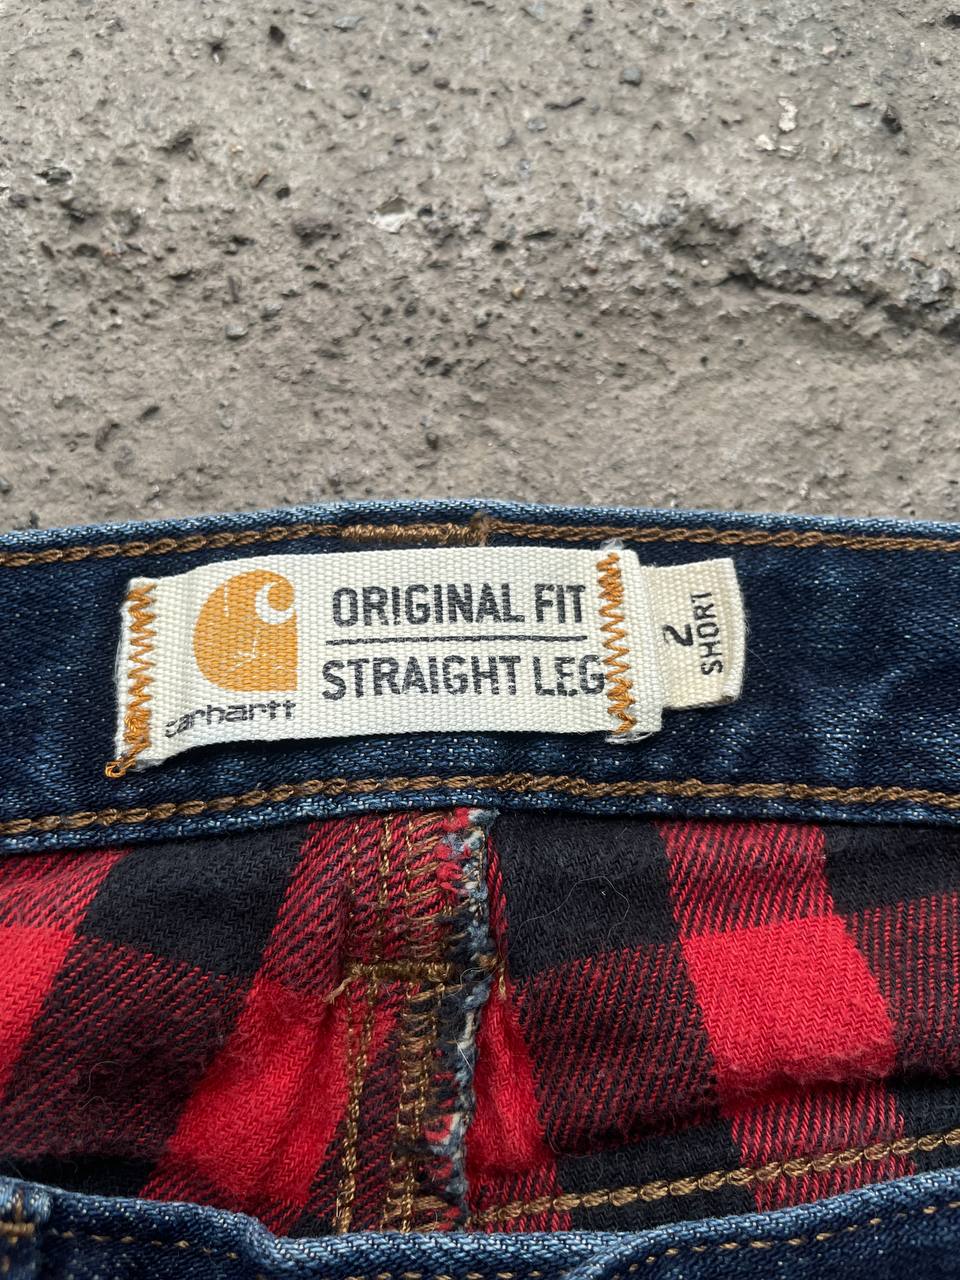 ORIGINAL FIT
STRAIGHT LEG
carhartt
2
SHORT